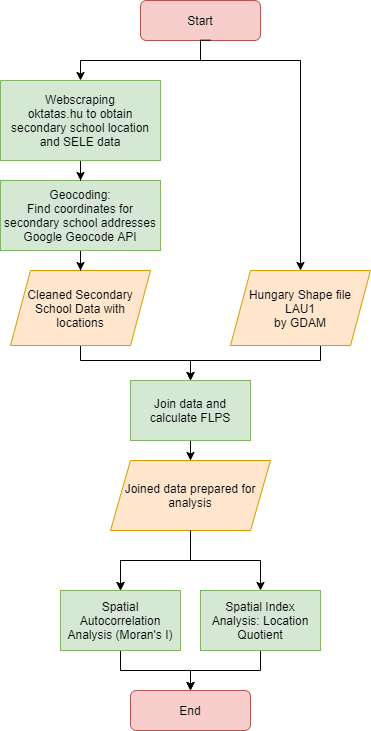 Start
Webscraping
oktatas.hu to obtain
secondary school location
and SELE data
Geocoding:
Find coordinates for
secondary school addresses
Google Geocode API
Cleaned Secondary
School Data with
locations
Hungary Shape file
LAU1
by GDAM
Join data and
calculate FLPS
Joined data prepared for
analysis
Spatial
Autocorrelation
Analysis (Moran's I)
Spatial Index
Analysis: Location
Quotient
End